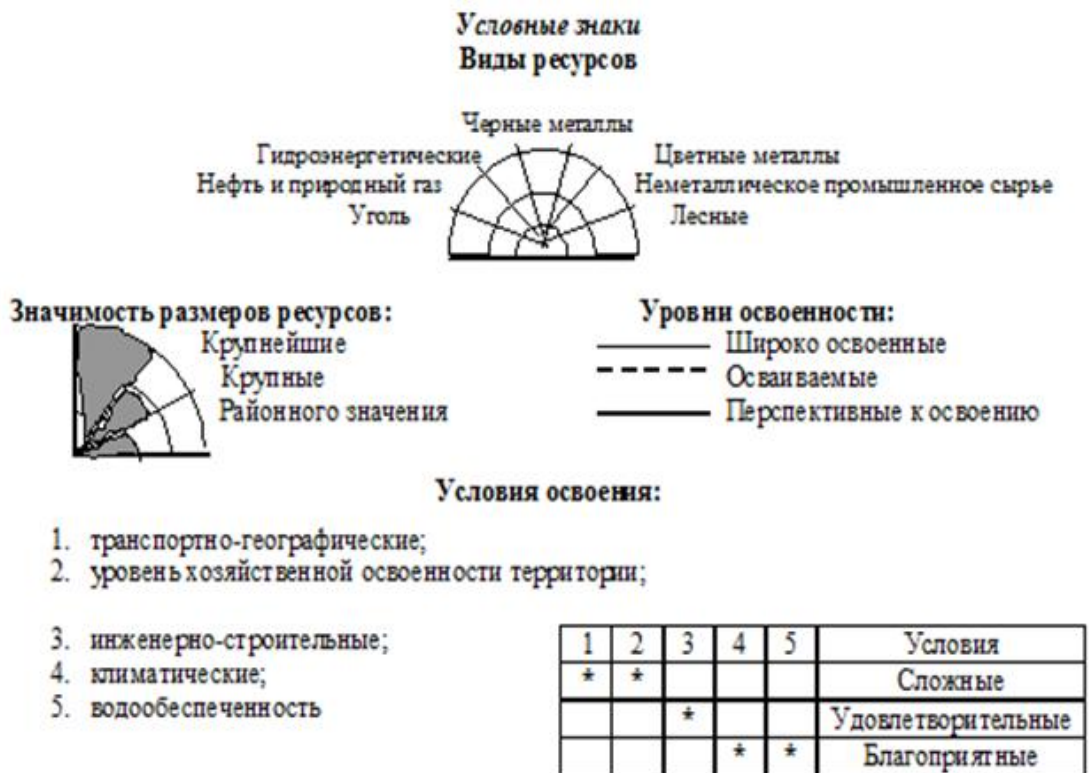 Условные знаки
Виды ресурсов
Черные металлы
Гидроэнергетические
Цветные металлы
Нефть и природный газ
Неметаллическое промышленное сырье
Уголь
Лесные
Значимость размеров ресурсов:
Уровни освоенности:
Крупнейшие
Широко освоенные
Крупные
Осваиваемые
Районного значения
Перспективные к освоению
Условия освоения:
1. транспортно-географические;
2. уровень хозяйственной освоенности территории;
3. инженерно-строительные;
4. климатические;
5. водообеспеченность
1 2 3 4 5 Условия
* * Сложные
* Удовлетворительные
* * Благоприятные